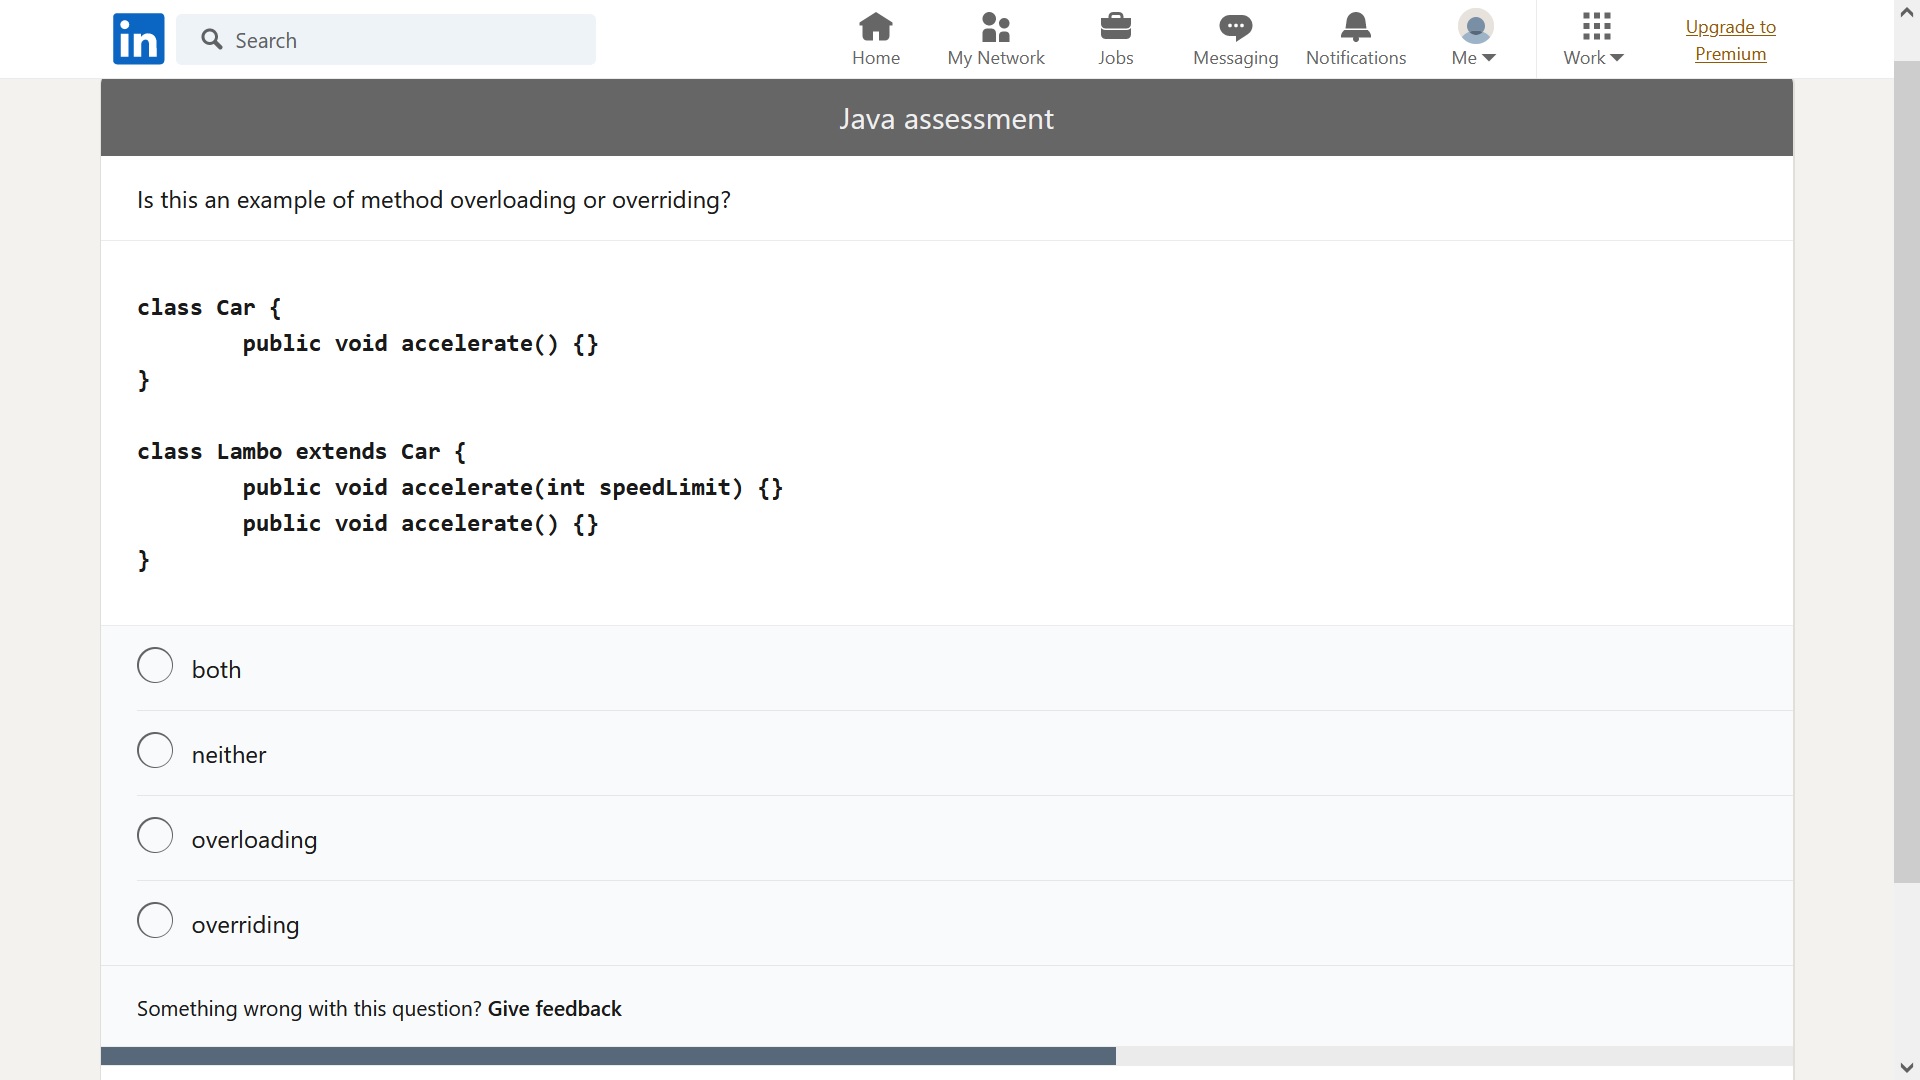 in
Search
Home
My Network
Jobs
Messaging
Notifications
Me
Work
Upgrade to
Premium
Java assessment
Is this an example of method overloading or overriding?
class Car {
        public void accelerate() {}
}
class Lambo extends Car {
        public void accelerate(int speedLimit) {}
        public void accelerate() {}
}
both
neither
overloading
overriding
Something wrong with this question? Give feedback